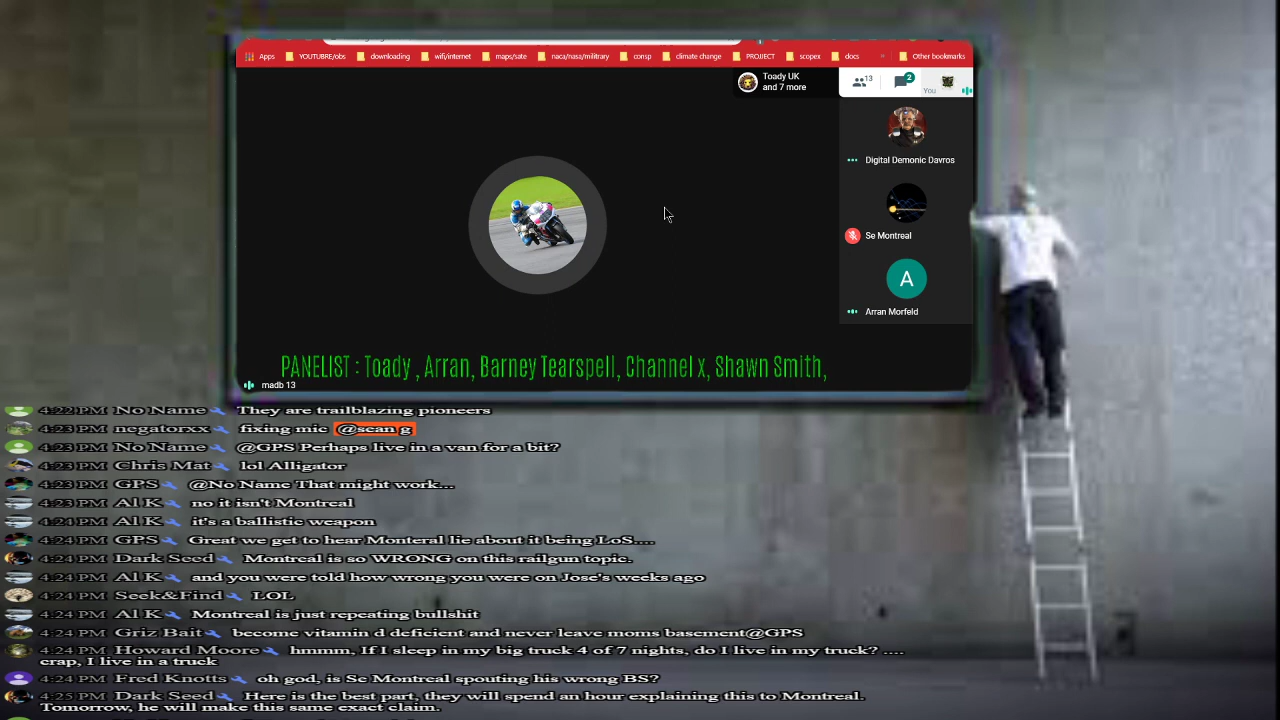 Apps YOUTUBRE/obs downloading wifi/internet maps/sate naca/nasa/militrary consp climate change PROJECT scopex docs Other bookmarks
Toady UK
and 7 more
13
2
You
Digital Demonic Davros
Se Montreal
A
Arran Morfeld
PANELIST : Toady , Arran, Barney Tearspell, Channel x, Shawn Smith,
madb 13
4:22 PM No Name They are trailblazing pioneers
4:23 PM negatorxx fixing mic @scan g
4:23 PM No Name @GPS Perhaps live in a van for a bit?
4:23 PM Chris Mat lol Alligator
4:23 PM GPS @No Name That might work...
4:23 PM Al K no it isn't Montreal
4:24 PM Al K it's a ballistic weapon
4:24 PM GPS Great we get to hear Monteral lie about it being LoS....
4:24 PM Dark Seed Montreal is so WRONG on this railgun topic.
4:24 PM Al K and you were told how wrong you were on Jose's weeks ago
4:24 PM Seek&Find LOL
4:24 PM Al K Montreal is just repeating bullshit
4:24 PM Griz Bait become vitamin d deficient and never leave moms basement@GPS
4:24 PM Howard Moore hmmm, If I sleep in my big truck 4 of 7 nights, do I live in my truck? ....
crap, I live in a truck
4:24 PM Fred Knotts oh god, is Se Montreal spouting his wrong BS?
4:25 PM Dark Seed Here is the best part, they will spend an hour explaining this to Montreal.
Tomorrow, he will make this same exact claim.